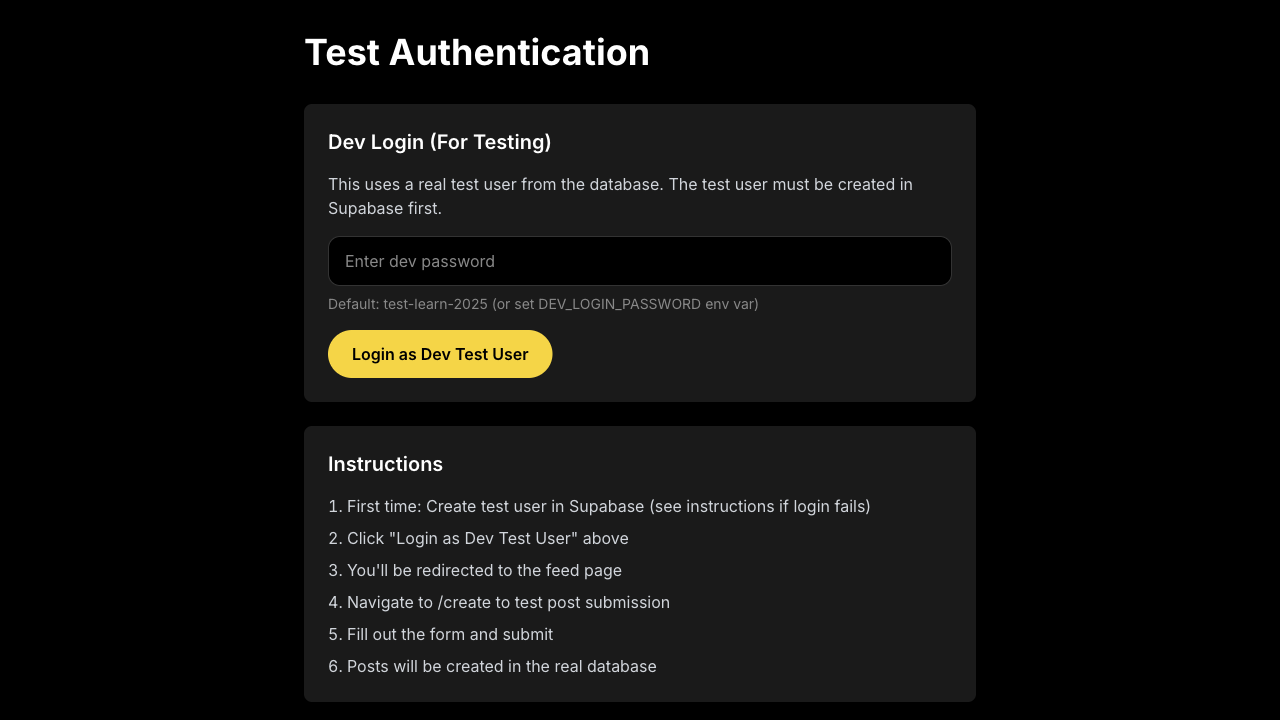 Test Authentication
Dev Login (For Testing)
This uses a real test user from the database. The test user must be created in
Supabase first.
Enter dev password
Default: test-learn-2025 (or set DEV_LOGIN_PASSWORD env var)
Login as Dev Test User
Instructions
1. First time: Create test user in Supabase (see instructions if login fails)
2. Click "Login as Dev Test User" above
3. You'll be redirected to the feed page
4. Navigate to /create to test post submission
5. Fill out the form and submit
6. Posts will be created in the real database